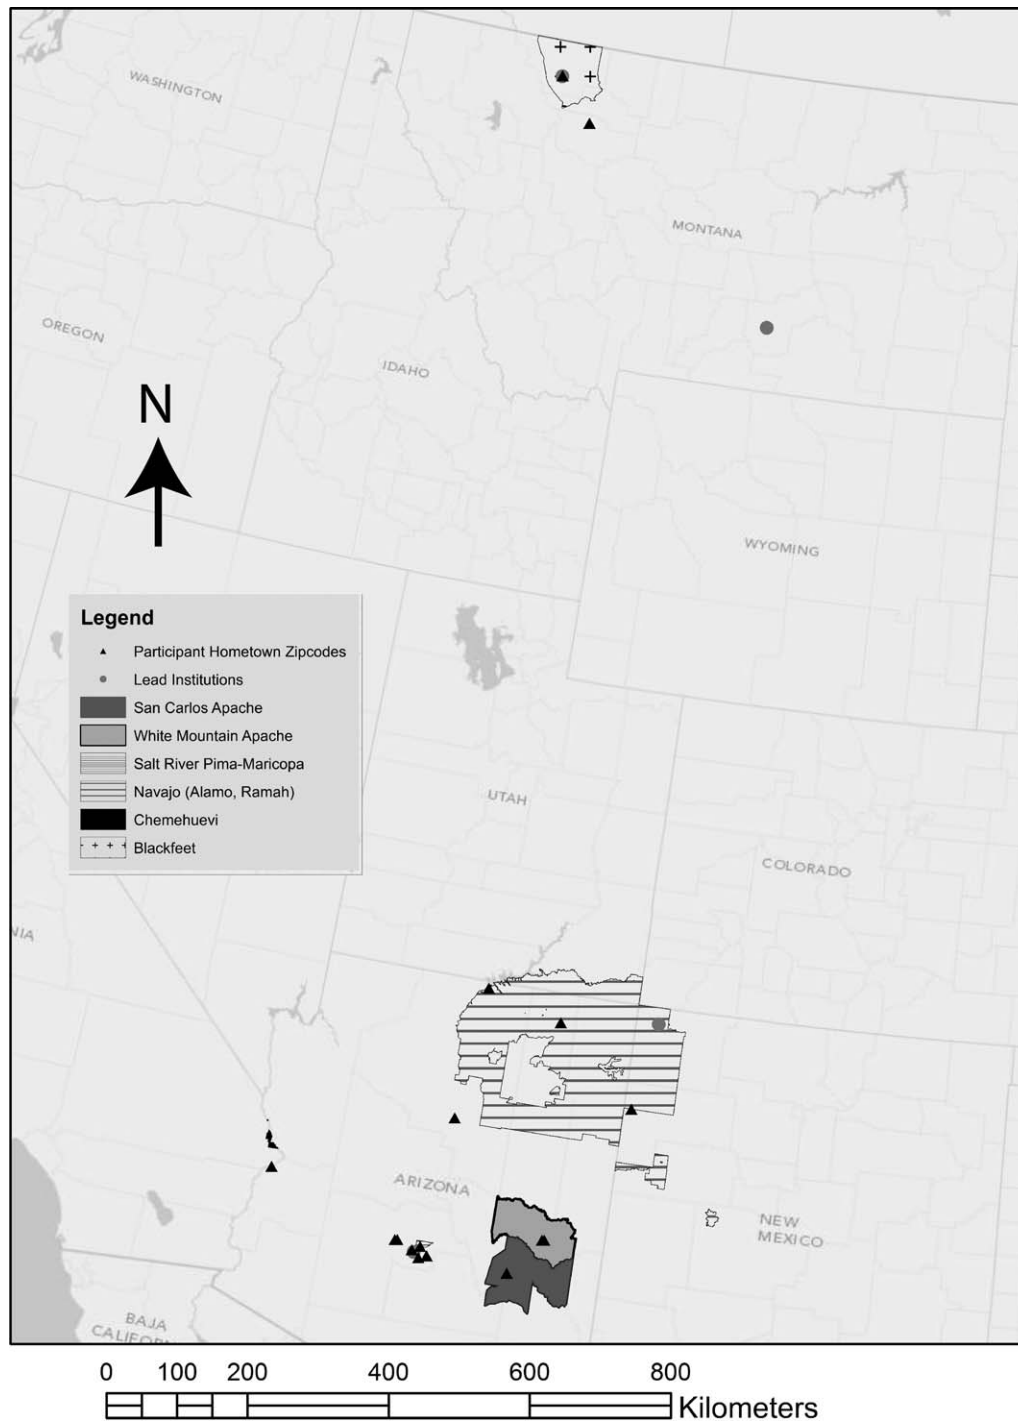 WASHINGTON
MONTANA
OREGON
IDAHO
N
WYOMING
Legend
Participant Hometown Zipcodes
Lead Institutions
San Carlos Apache
White Mountain Apache
Salt River Pima-Maricopa
Navajo (Alamo, Ramah)
Chemehuevi
Blackfeet
UTAH
COLORADO
NIA
ARIZONA
NEW
MEXICO
BAJA
CALIFOR
0 100 200 400 600 800
Kilometers